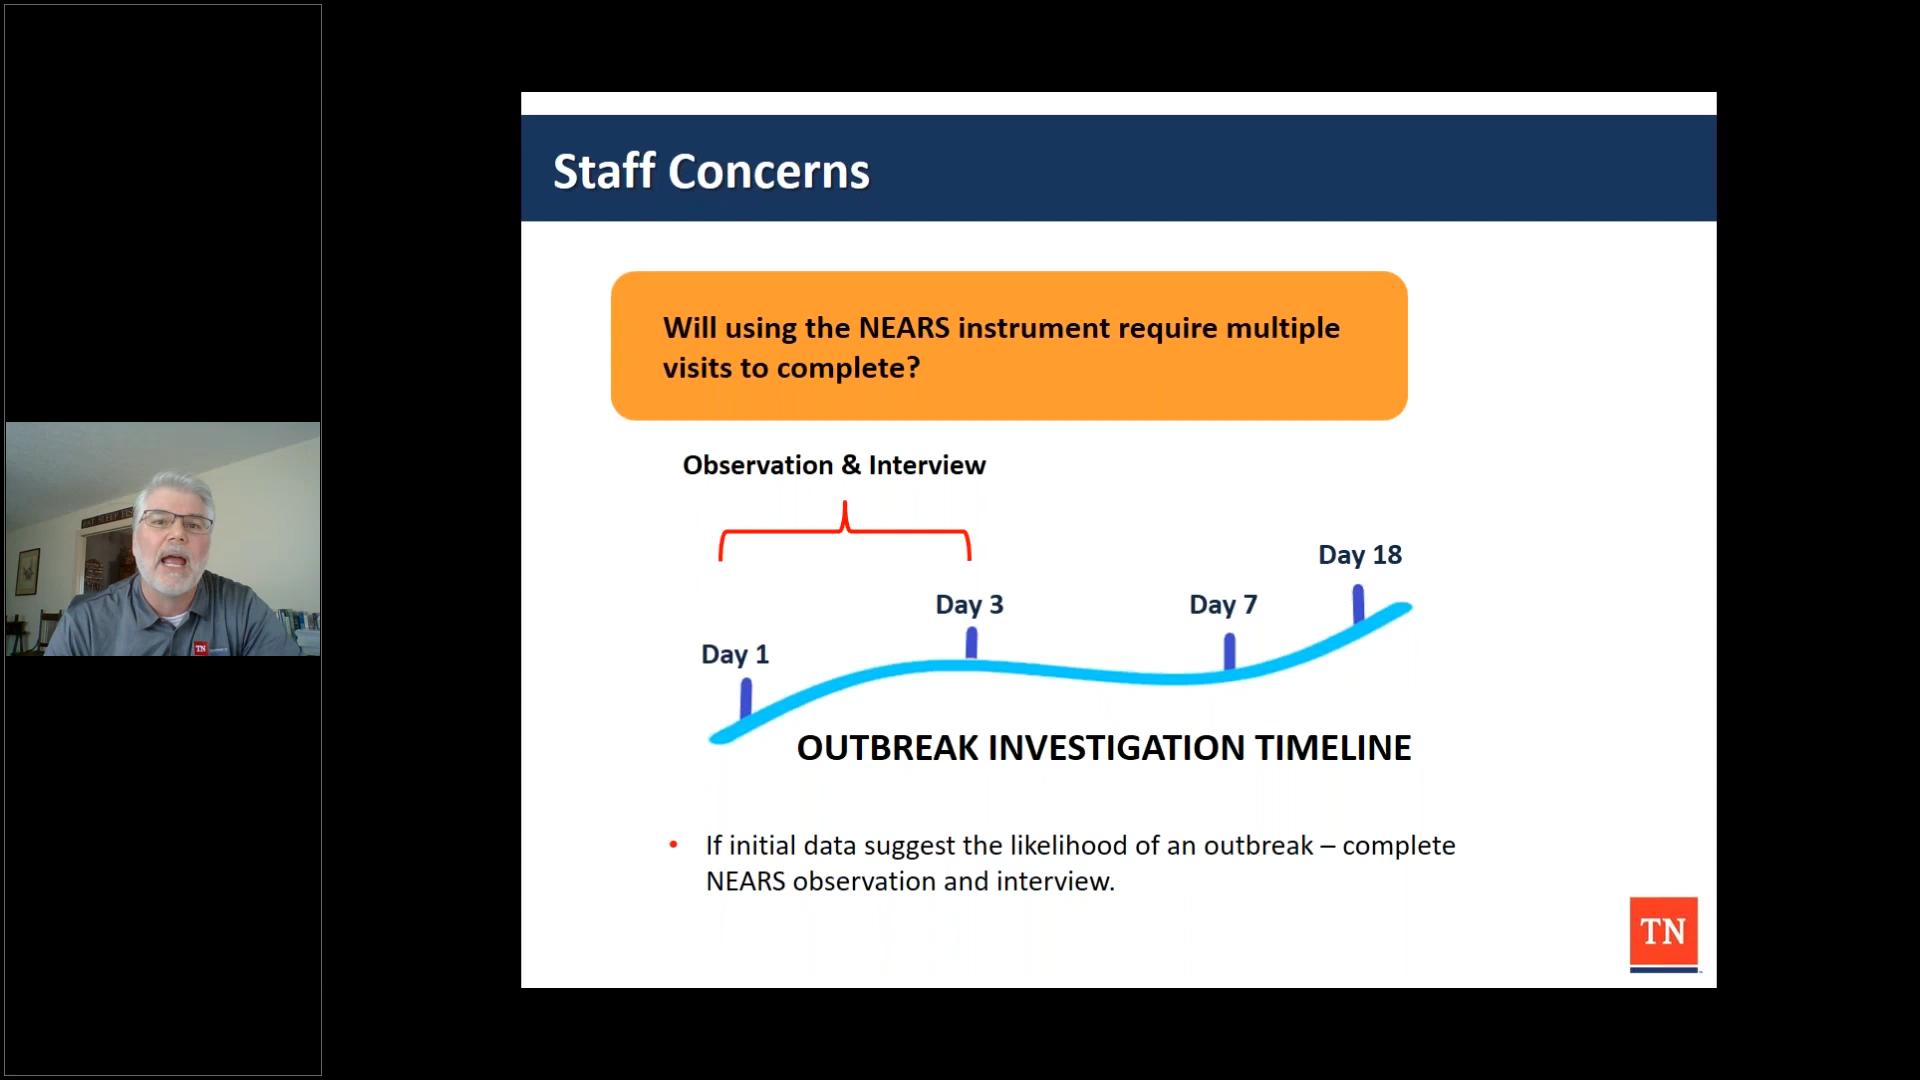 Staff Concerns
Will using the NEARS instrument require multiple
visits to complete?
Observation & Interview
Day 18
Day 3
Day 7
Day 1
OUTBREAK INVESTIGATION TIMELINE
• If initial data suggest the likelihood of an outbreak – complete
NEARS observation and interview.
TN
TN